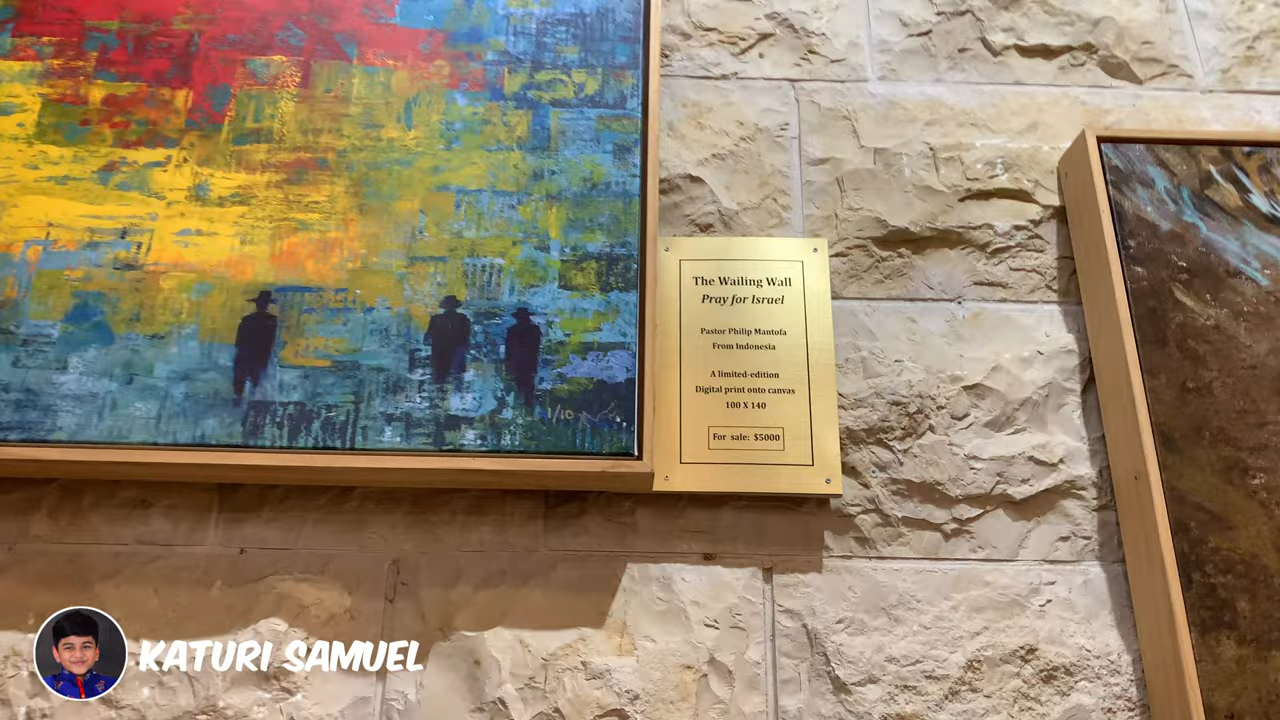 The Wailing Wall
Pray for Israel
Pastor Philip Mantofa
From Indonesia
A limited-edition
Digital print onto canvas
100 X 140
For sale: $5000
1/10
KATURI SAMUEL